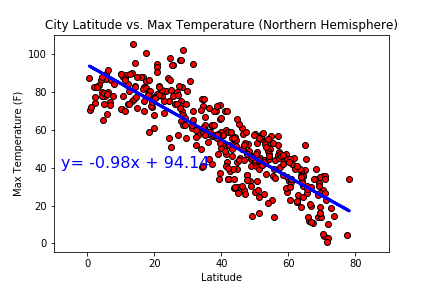 City Latitude vs. Max Temperature (Northern Hemisphere)
Max Temperature (F)
100
80
60
40
20
0
y= -0.98x + 94.14
0
20
40
60
80
Latitude